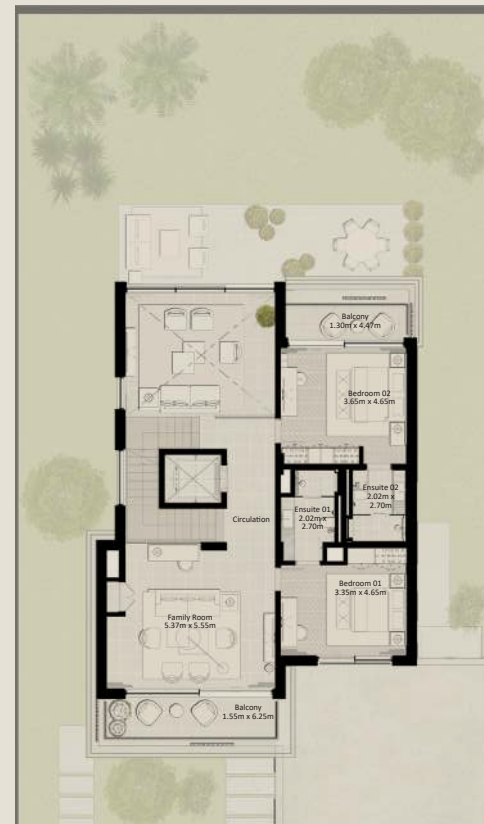 Balcony
1.30m x 4.47m
Bedroom 02
3.65m x 4.65m
Ensuite 02
2.02m x
2.70m
Ensuite 01
2.02m x
2.70m
Circulation
Bedroom 01
3.35m x 4.65m
Family Room
5.37m x 5.55m
Balcony
1.55m x 6.25m